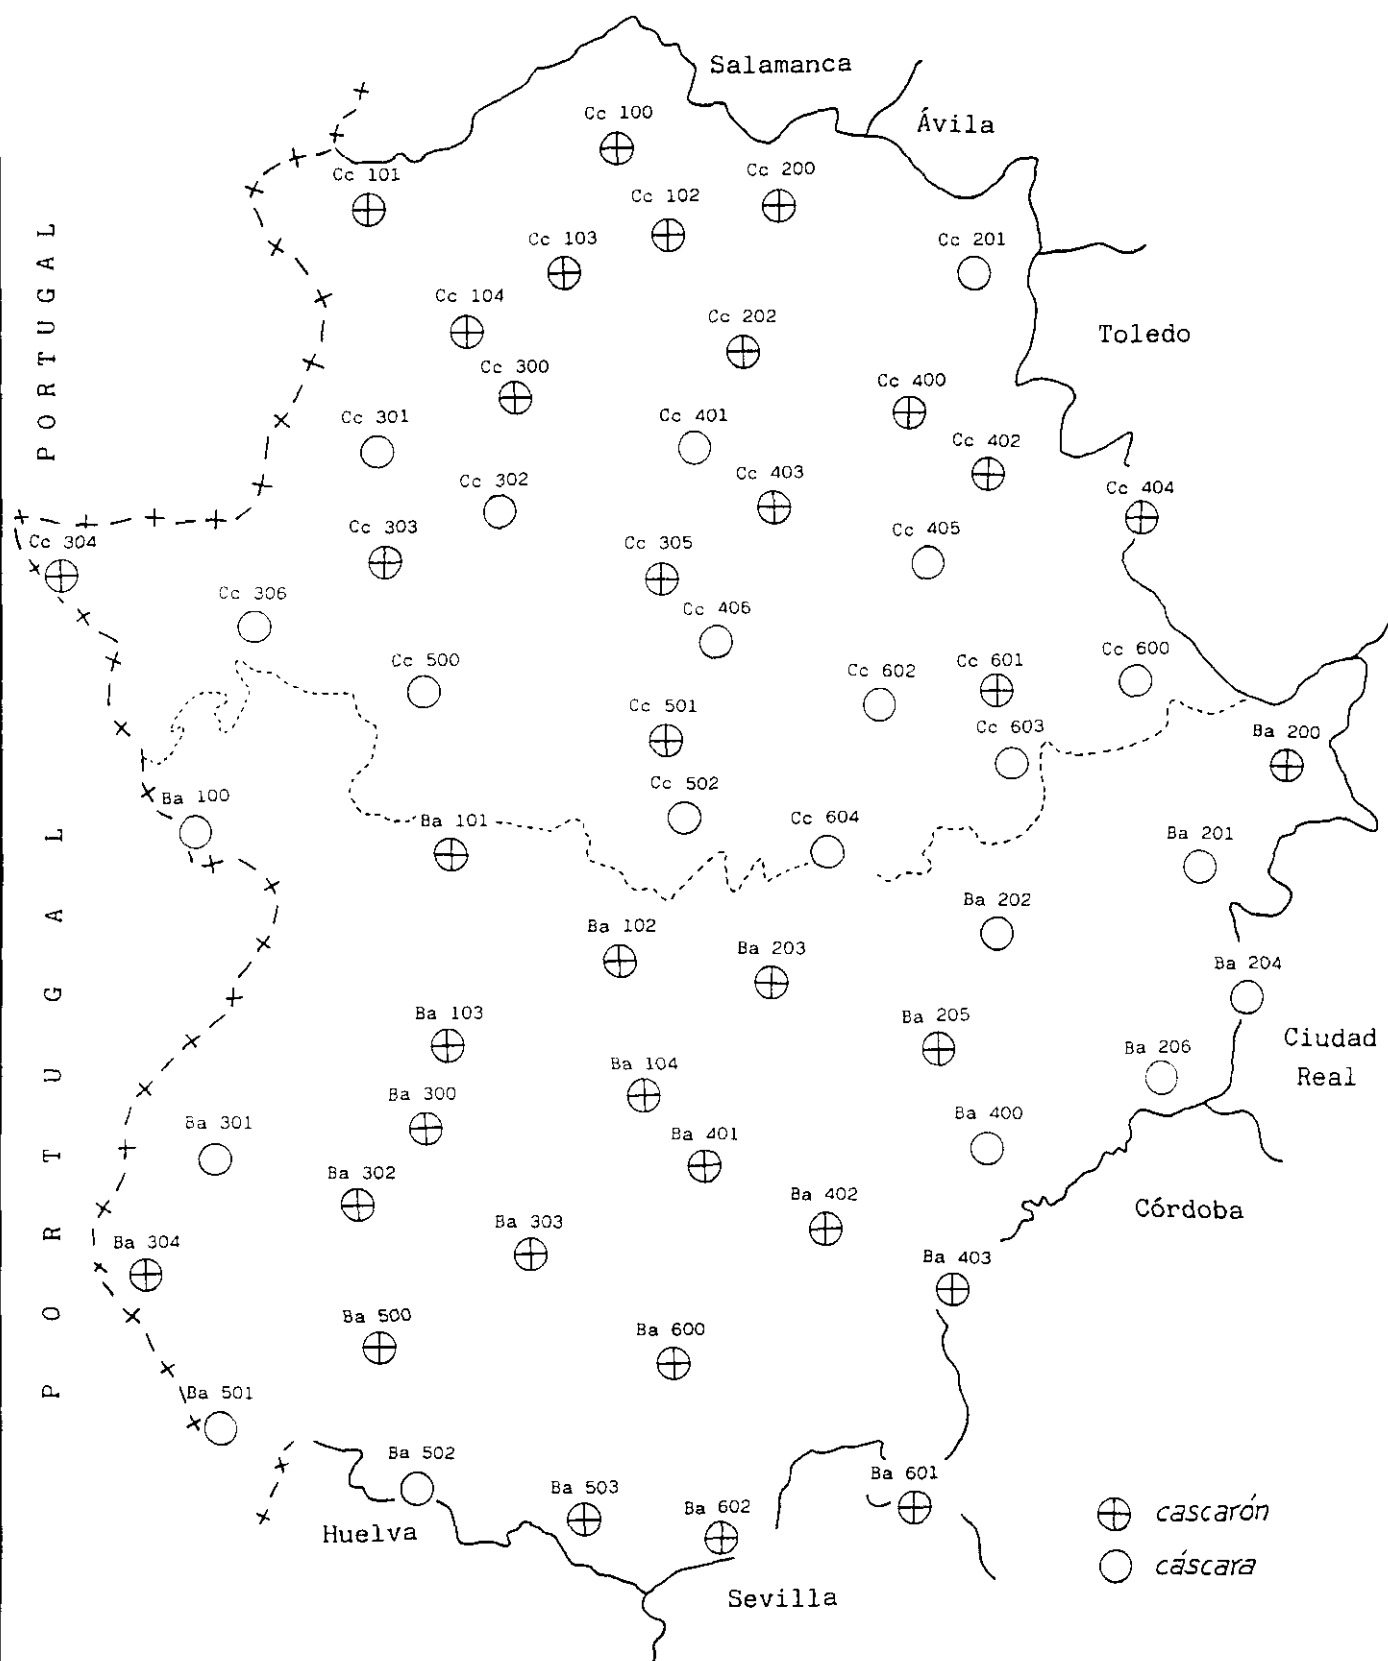 Salamanca
Ávila
Cc 100
Cc 101
Cc 200
Cc 102
Cc 103
Cc 201
Cc 104
Cc 202
Toledo
PORTUGAL
Cc 300
Cc 400
Cc 301
Cc 401
Cc 402
Cc 302
Cc 403
Cc 404
Cc 303
Cc 405
Cc 304
Cc 305
Cc 306
Cc 406
Cc 500
Cc 602
Cc 601
Cc 600
Cc 501
Cc 603
Ba 200
Cc 502
Ba 100
Ba 101
Cc 604
Ba 201
Ba 202
Ba 102
Ba 203
Ba 204
Ba 103
Ba 205
Ciudad
Real
Ba 206
Ba 104
PORTUGAL
Ba 300
Ba 301
Ba 401
Ba 400
Ba 302
Ba 402
Córdoba
Ba 303
Ba 304
Ba 403
Ba 500
Ba 600
Ba 501
Ba 502
Ba 601
Ba 503
Ba 602
Huelva
Sevilla
cascarón
cáscara